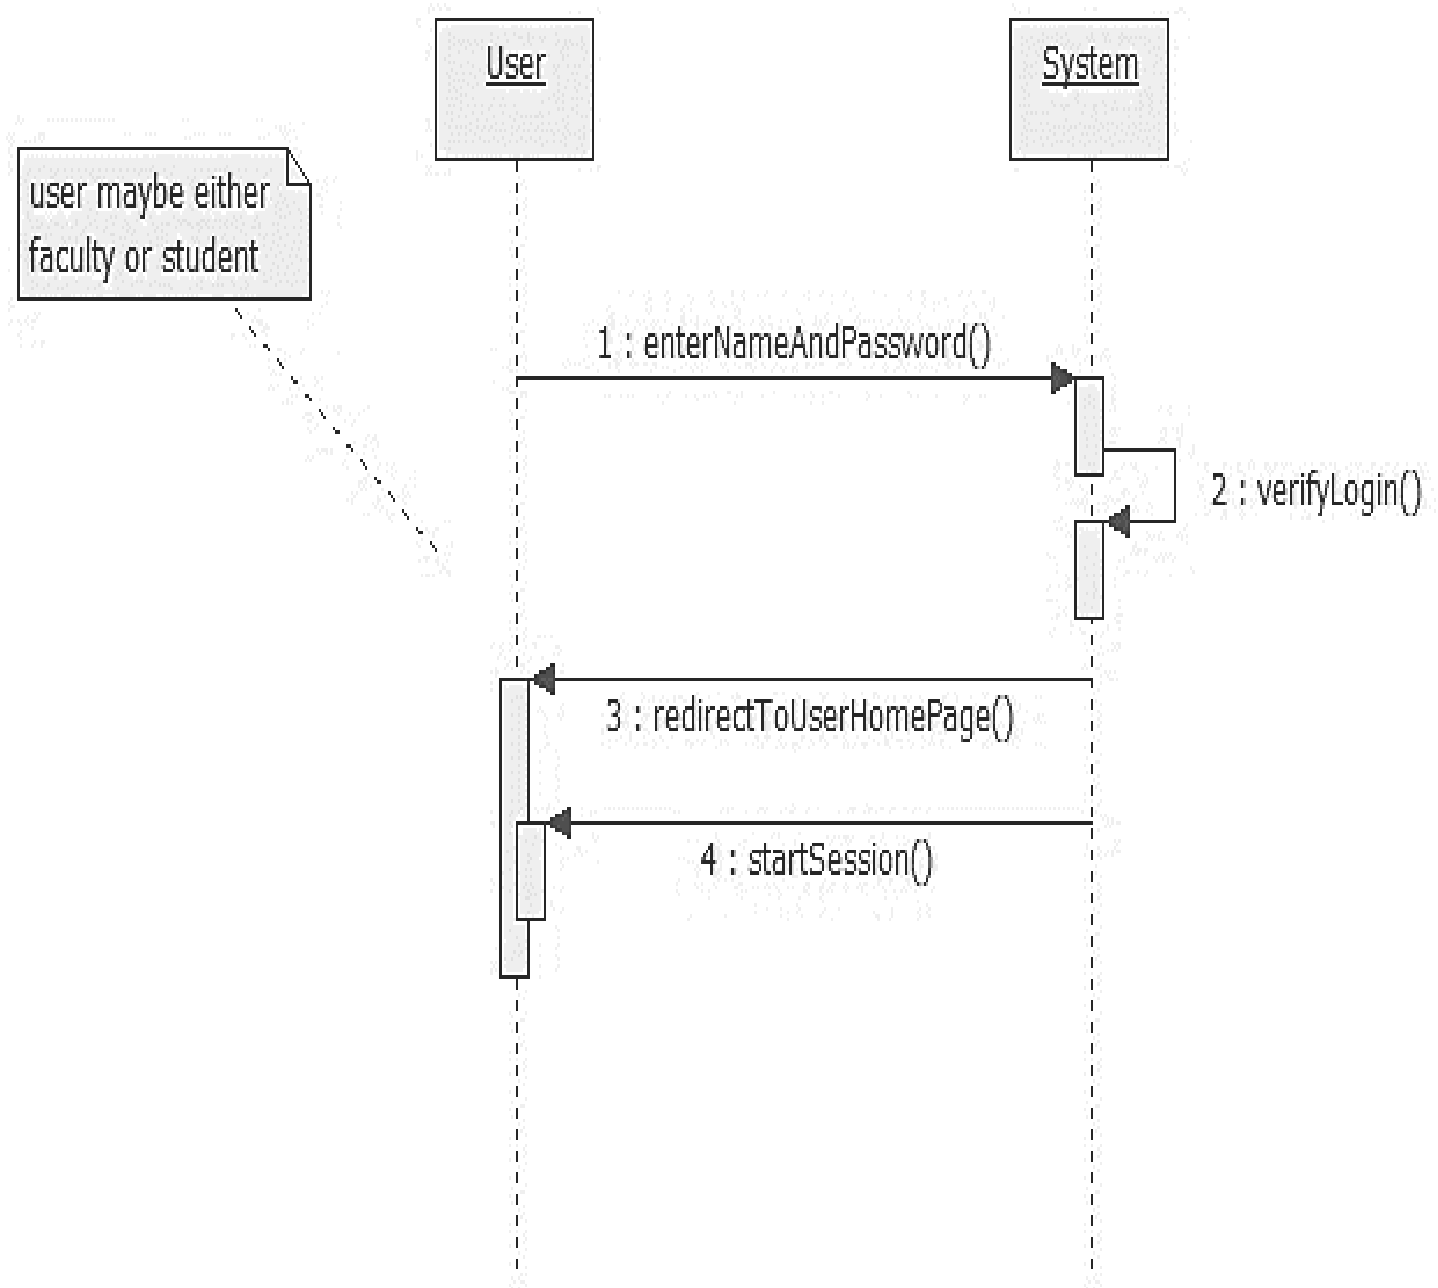 User
System
user maybe either
faculty or student
1 : enterNameAndPassword()
2 : verifyLogin()
3 : redirectToUserHomePage()
4 : startSession()